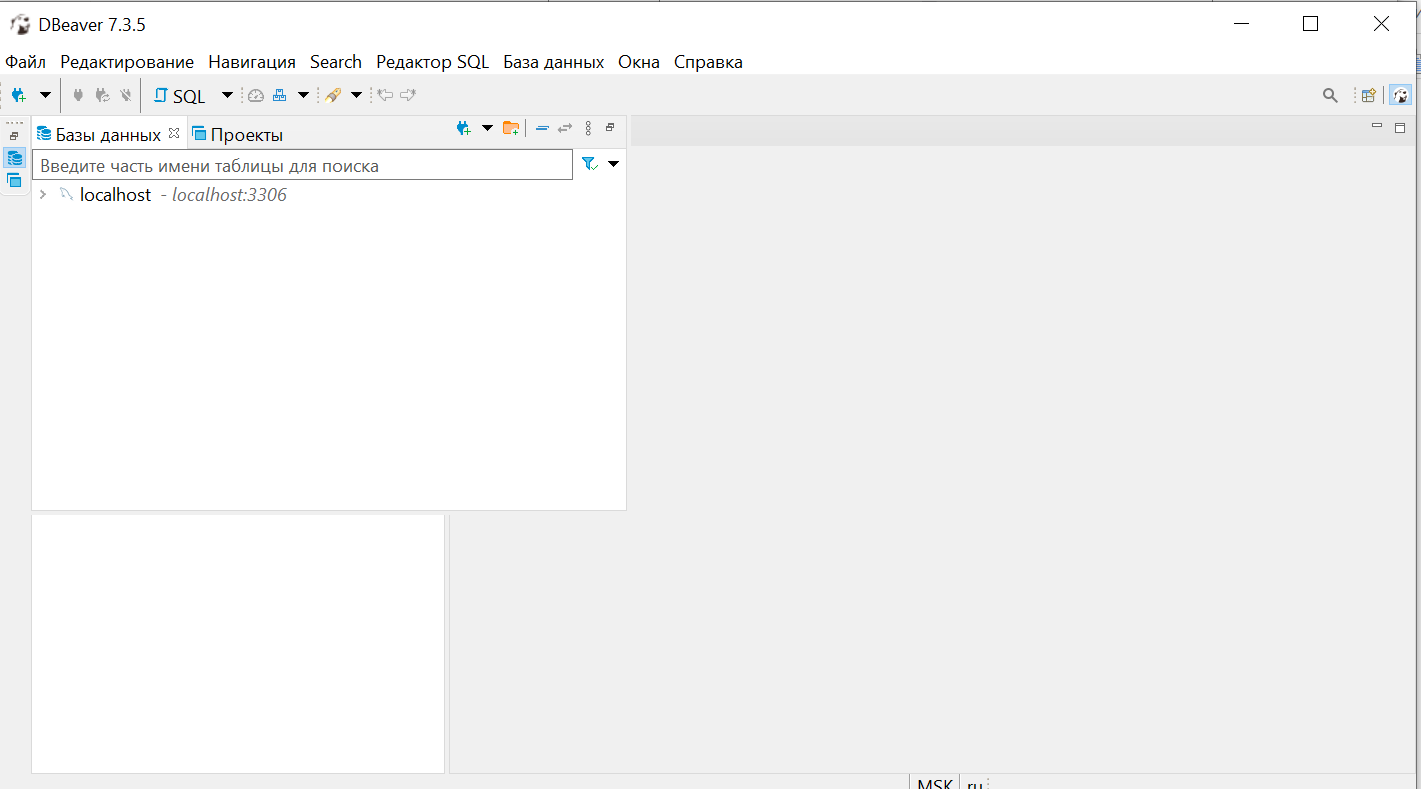 DBeaver 7.3.5
Файл Редактирование Навигация Search Редактор SQL База данных Окна Справка
SQL
Базы данных Проекты
Введите часть имени таблицы для поиска
localhost - localhost:3306
MSK ru